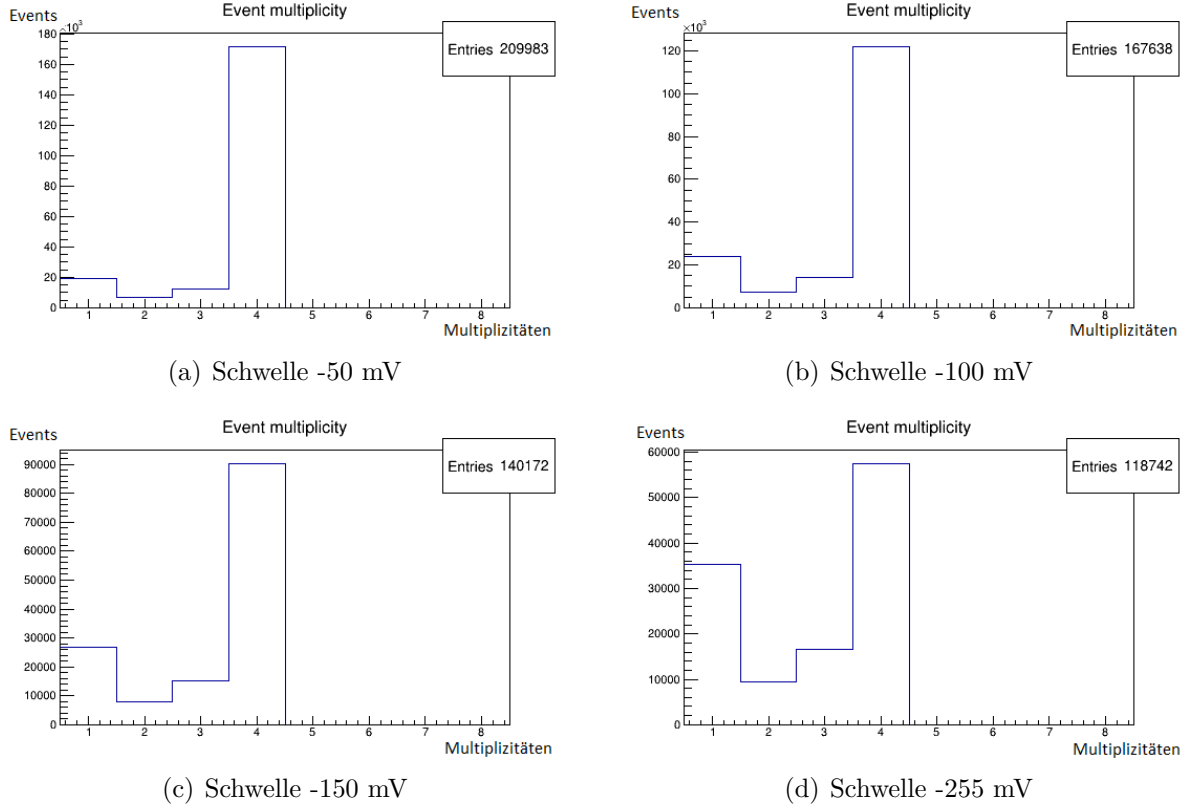 Event multiplicity
Events
×10³
Entries 209983
180
160
140
120
100
80
60
40
20
0
1 2 3 4 5 6 7 8
Multiplizitäten
(a) Schwelle -50 mV
Event multiplicity
Events
×10³
Entries 167638
120
100
80
60
40
20
0
1 2 3 4 5 6 7 8
Multiplizitäten
(b) Schwelle -100 mV
Event multiplicity
Events
Entries 140172
90000
80000
70000
60000
50000
40000
30000
20000
10000
0
1 2 3 4 5 6 7 8
Multiplizitäten
(c) Schwelle -150 mV
Event multiplicity
Events
Entries 118742
60000
50000
40000
30000
20000
10000
0
1 2 3 4 5 6 7 8
Multiplizitäten
(d) Schwelle -255 mV